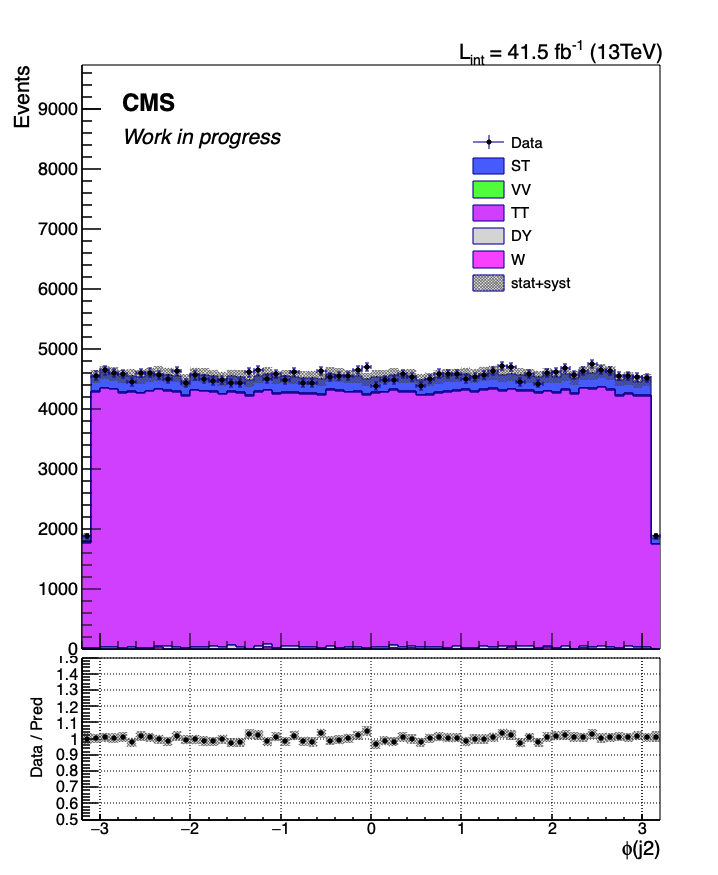 L_int = 41.5 fb⁻¹ (13TeV)
Events
CMS
Work in progress
Data
ST
VV
TT
DY
W
stat+syst
9000
8000
7000
6000
5000
4000
3000
2000
1000
0
Data / Pred
1.5
1.4
1.3
1.2
1.1
1
0.9
0.8
0.7
0.6
0.5
−3 −2 −1 0 1 2 3
ϕ(j2)